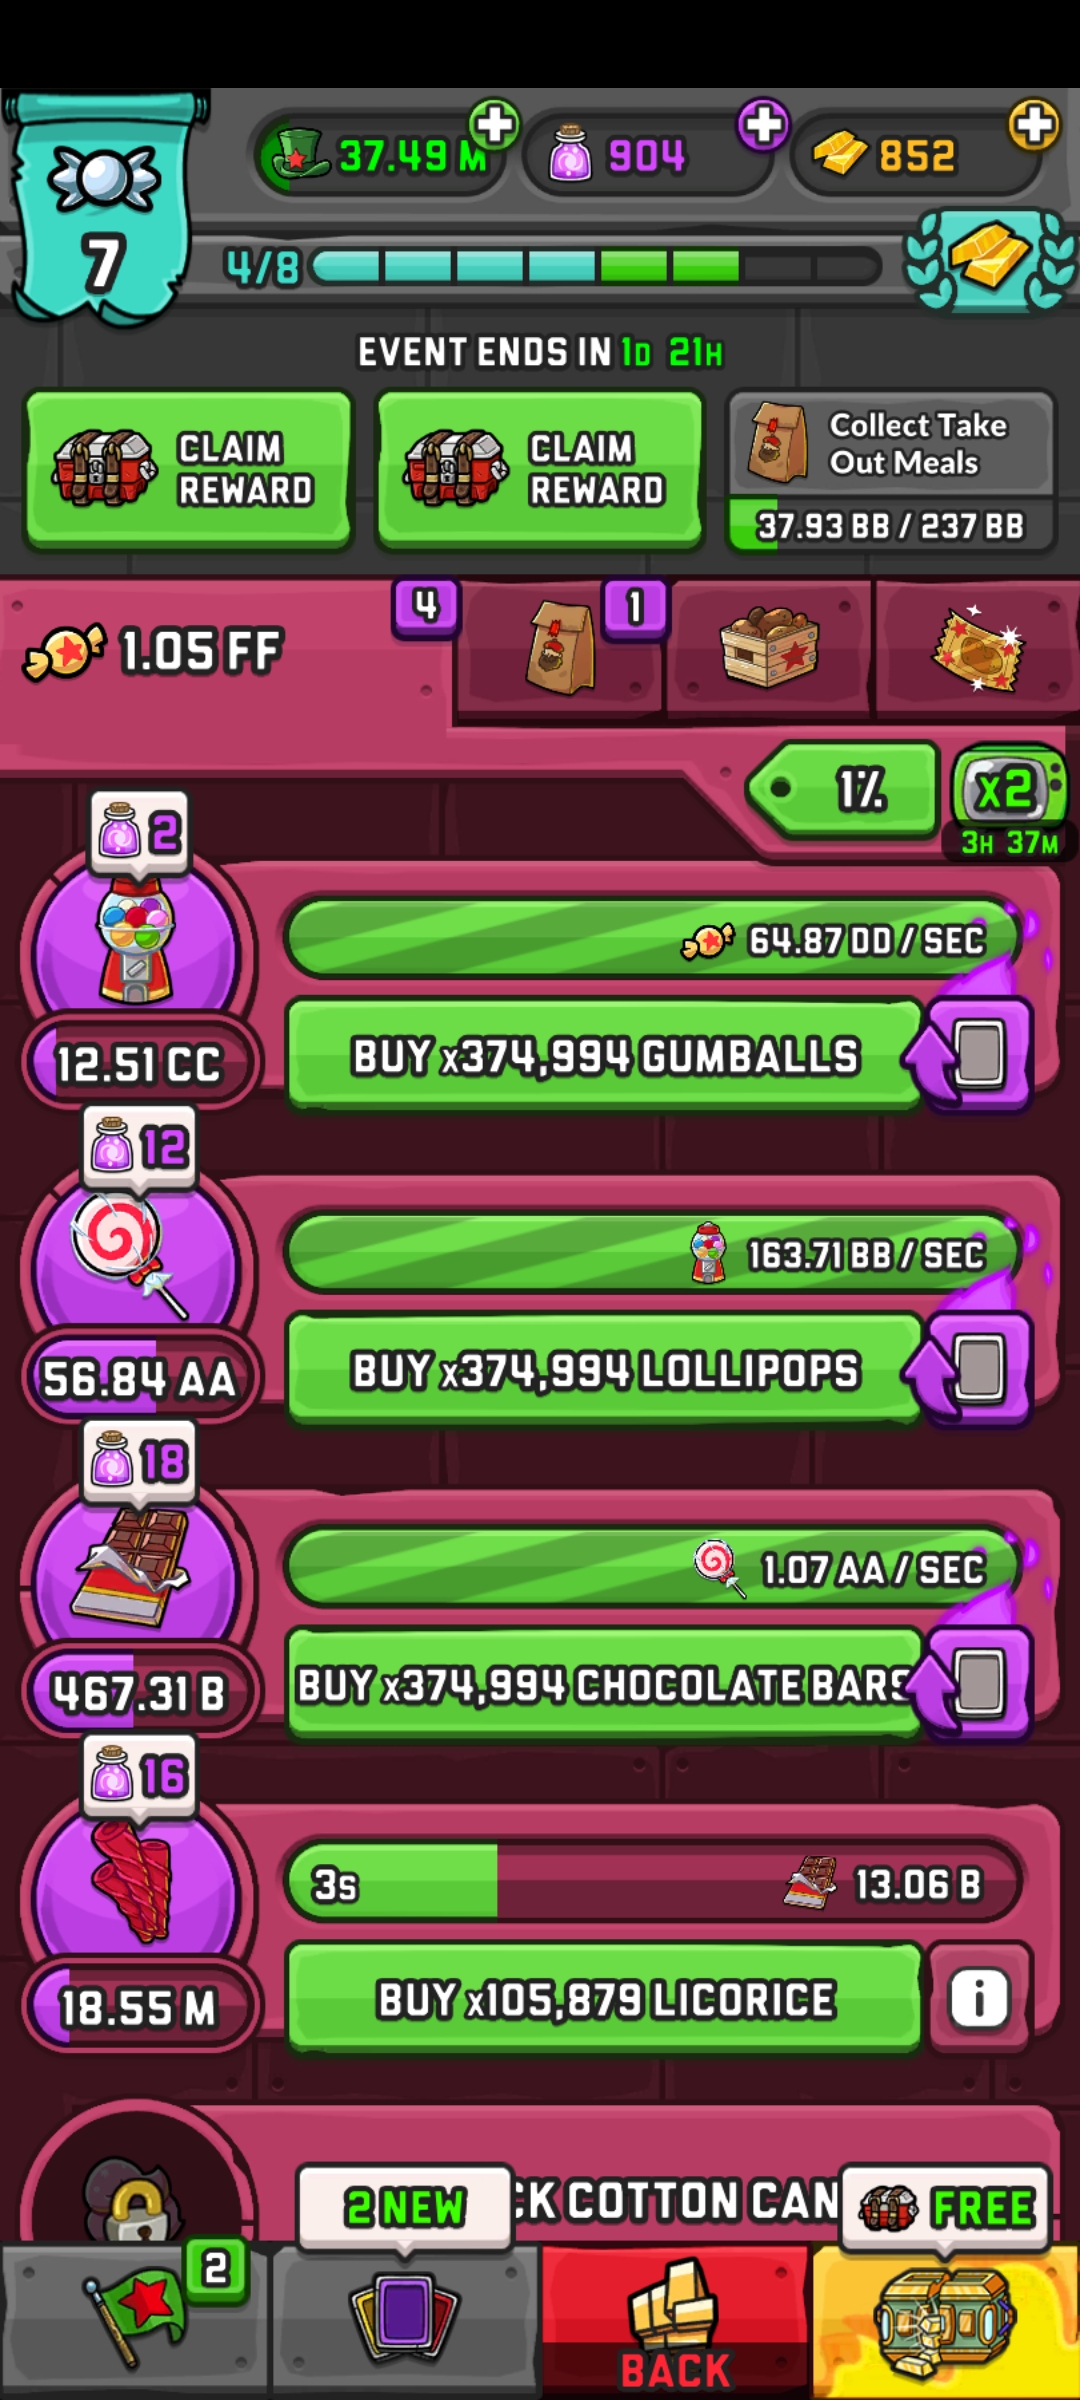 37.49 M
904
852
7
4/8
EVENT ENDS IN 1D 21H
CLAIM
REWARD
CLAIM
REWARD
Collect Take
Out Meals
37.93 BB / 237 BB
1.05 FF
4
1
1%
x2
3H 37M
2
64.87 DD / SEC
12.51 CC
BUY x374,994 GUMBALLS
12
163.71 BB / SEC
56.84 AA
BUY x374,994 LOLLIPOPS
18
1.07 AA / SEC
467.31 B
BUY x374,994 CHOCOLATE BARS
16
3s
13.06 B
18.55 M
BUY x105,879 LICORICE
i
CK COTTON CAN
2 NEW
FREE
2
BACK